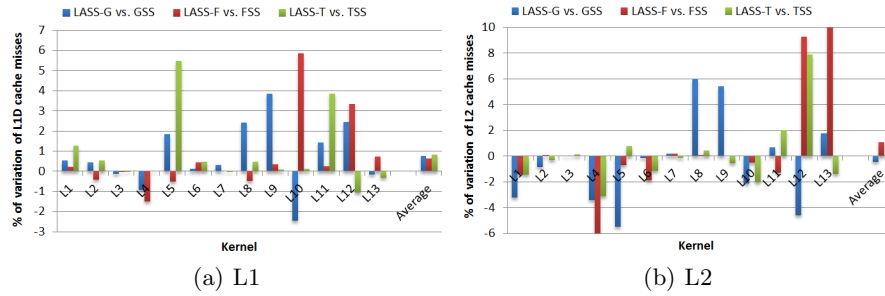 LASS-G vs. GSS LASS-F vs. FSS LASS-T vs. TSS
% of variation of L1D cache misses
7
6
5
4
3
2
1
0
-1
-2
-3
L1 L2 L3 L4 L5 L6 L7 L8 L9 L10 L11 L12 L13 Average
Kernel
(a) L1
LASS-G vs. GSS LASS-F vs. FSS LASS-T vs. TSS
% of variation of L2 cache misses
10
8
6
4
2
0
-2
-4
-6
L1 L2 L3 L4 L5 L6 L7 L8 L9 L10 L11 L12 L13 Average
Kernel
(b) L2